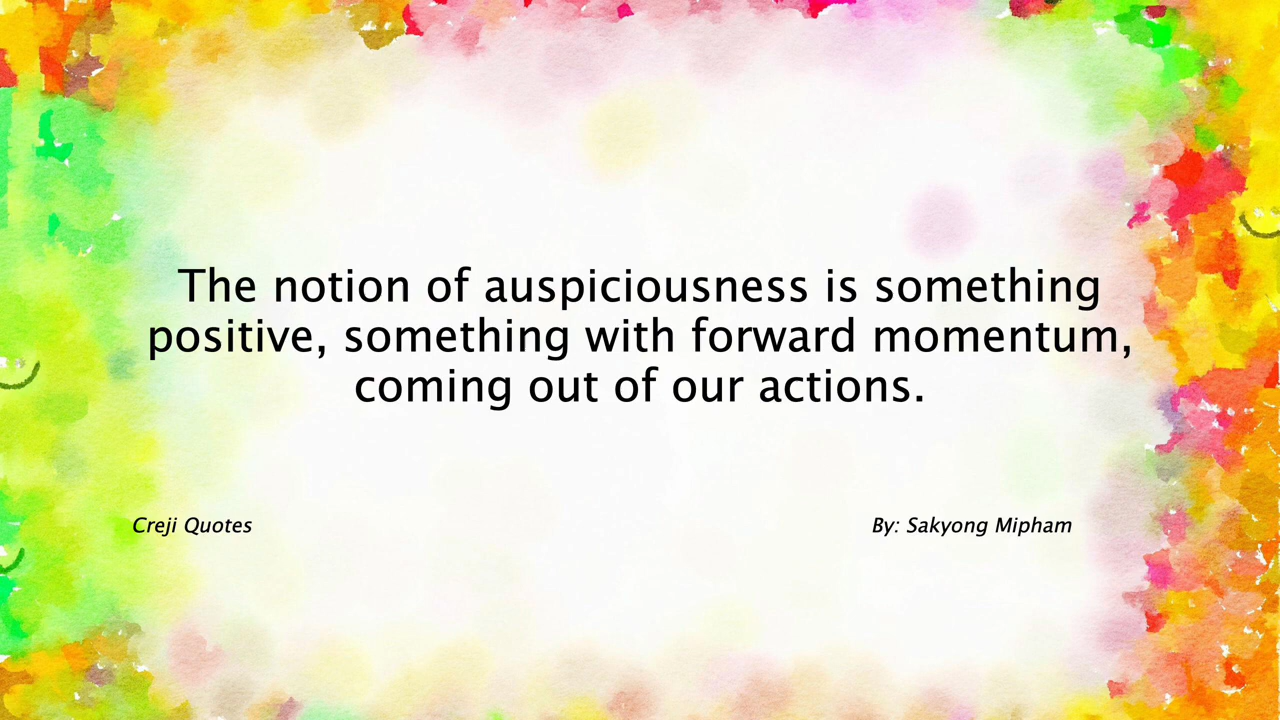 The notion of auspiciousness is something
positive, something with forward momentum,
coming out of our actions.
Creji Quotes
By: Sakyong Mipham